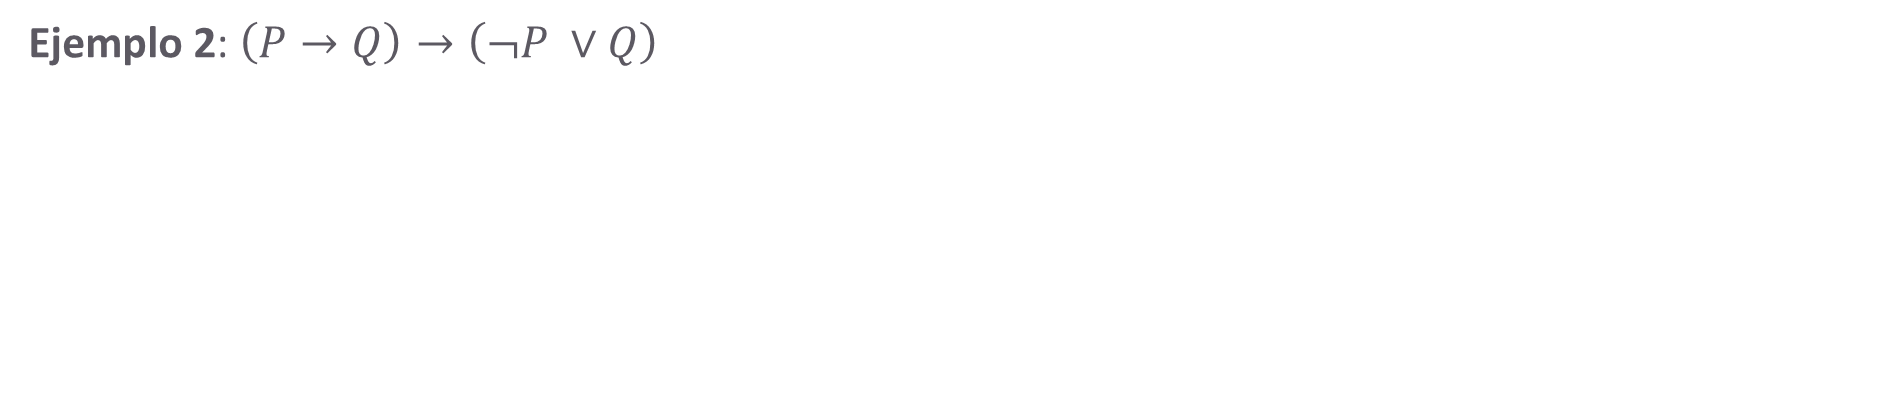 Ejemplo 2: (P → Q) → (¬P ∨ Q)